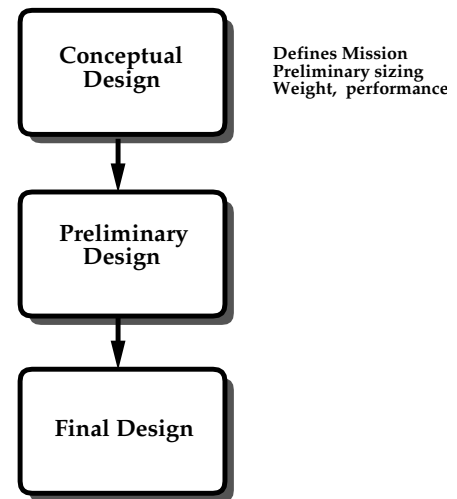 Conceptual
Design
Defines Mission
Preliminary sizing
Weight, performance
Preliminary
Design
Final Design